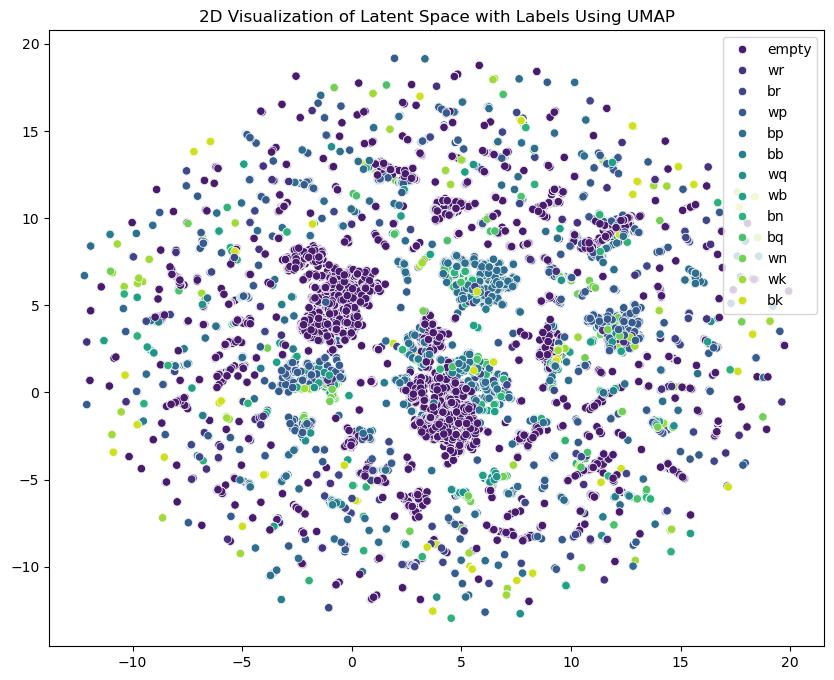 2D Visualization of Latent Space with Labels Using UMAP
20
15
10
5
0
−5
−10
−10
−5
0
5
10
15
20
empty
wr
br
wp
bp
bb
wq
wb
bn
bq
wn
wk
bk